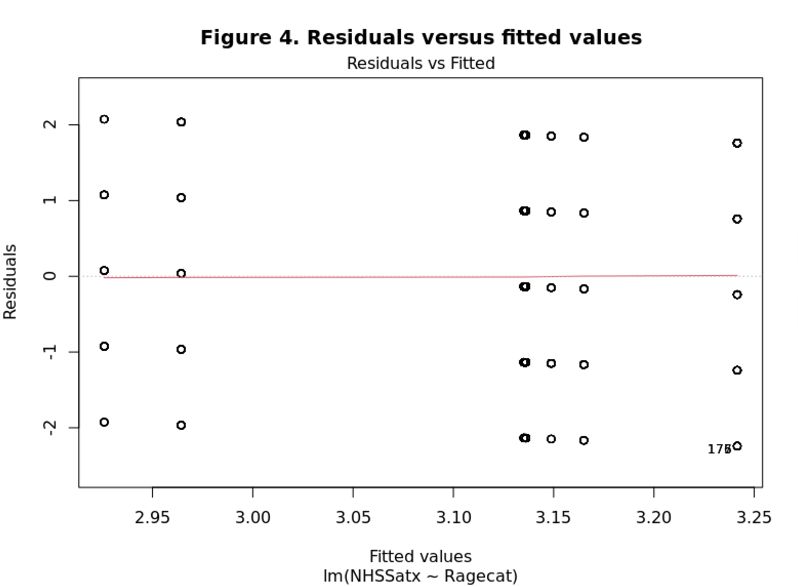 Figure 4. Residuals versus fitted values
Residuals vs Fitted
Residuals
2
1
0
-1
-2
2.95 3.00 3.05 3.10 3.15 3.20 3.25
Fitted values
lm(NHSSatx ~ Ragecat)